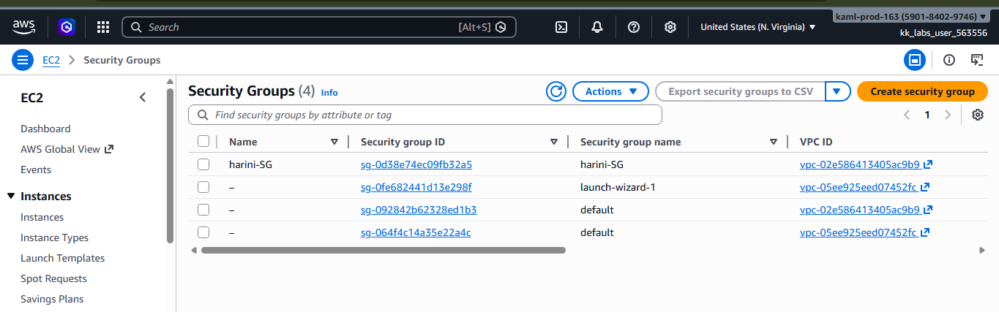 aws Search [Alt+S] United States (N. Virginia) ▼ kaml-prod-163 (5901-8402-9746) ▼
kk_labs_user_563556
EC2 > Security Groups
EC2
Dashboard
AWS Global View
Events
Instances
Instances
Instance Types
Launch Templates
Spot Requests
Savings Plans
Security Groups (4) Info Actions ▼ Export security groups to CSV ▼ Create security group
Find security groups by attribute or tag < 1 >
Name Security group ID Security group name VPC ID
harini-SG sg-0d38e74ec09fb32a5 harini-SG vpc-02e586413405ac9b9
– sg-0fe682441d13e298f launch-wizard-1 vpc-05ee925eed07452fc
– sg-092842b62328ed1b3 default vpc-02e586413405ac9b9
– sg-064f4c14a35e22a4c default vpc-05ee925eed07452fc